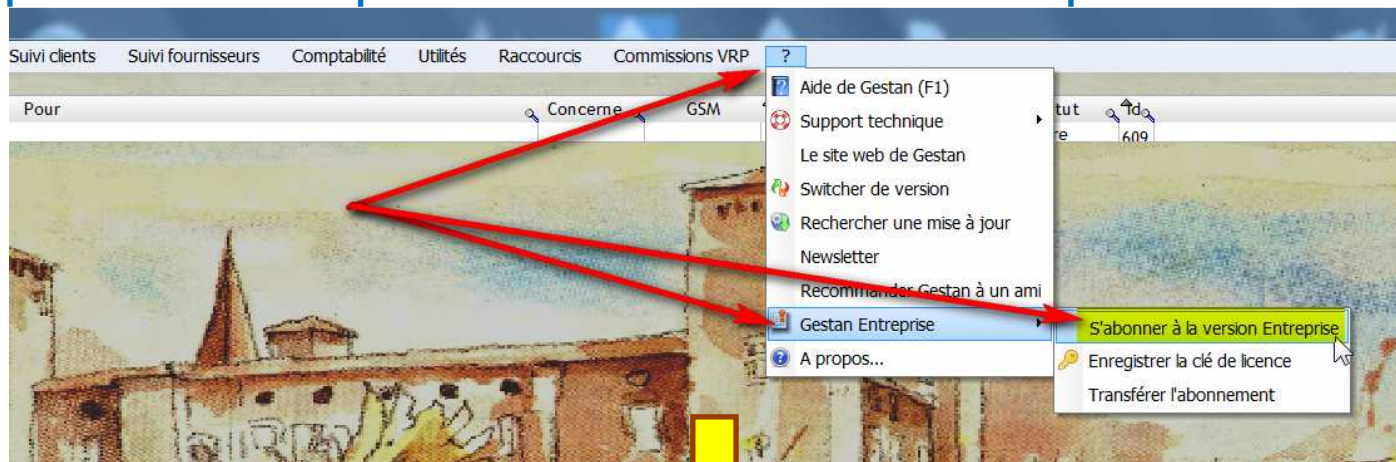 Suivi clients Suivi fournisseurs Comptabilité Utilités Raccourcis Commissions VRP ?
Pour Concerne GSM tut Id
re 609
Aide de Gestan (F1)
Support technique
Le site web de Gestan
Switcher de version
Rechercher une mise à jour
Newsletter
Recommander Gestan à un ami
Gestan Entreprise
A propos...
S'abonner à la version Entreprise
Enregistrer la clé de licence
Transférer l'abonnement